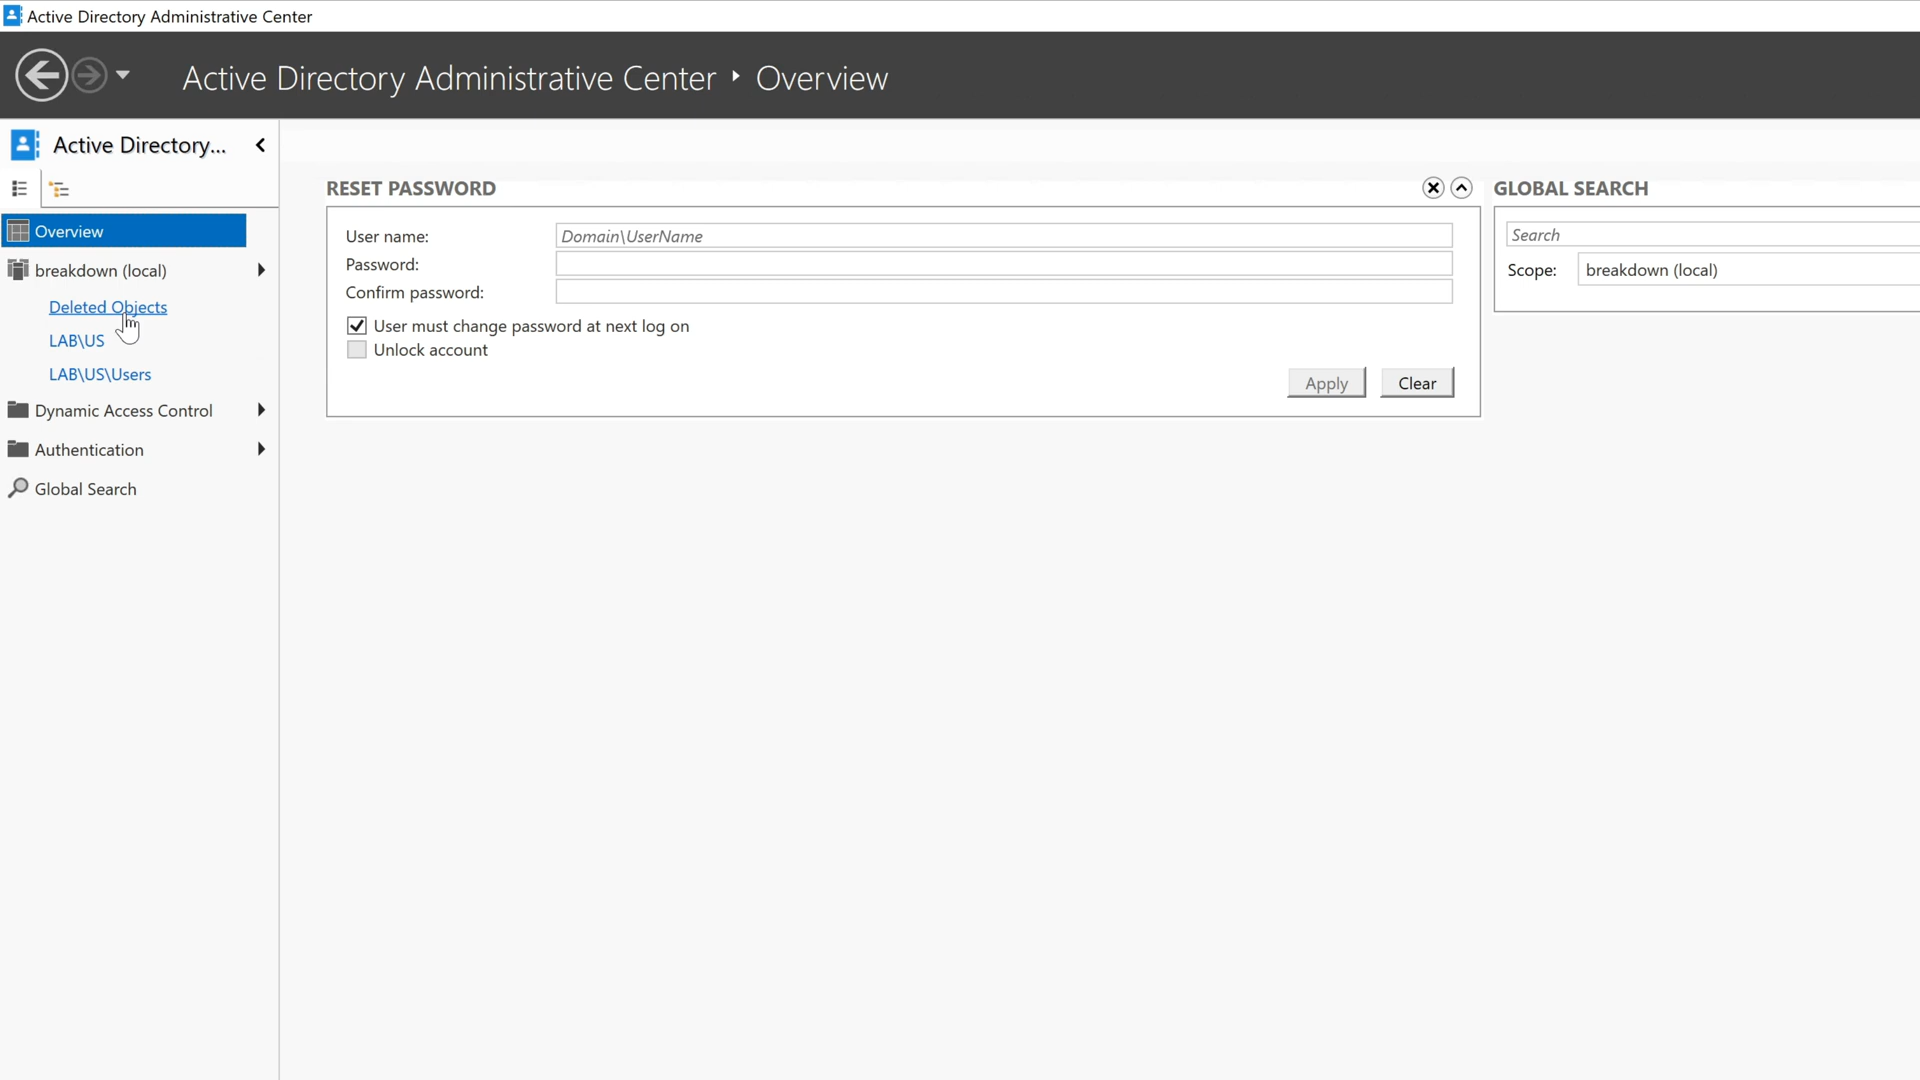 Active Directory Administrative Center
Active Directory Administrative Center ‣ Overview
Active Directory...
Overview
breakdown (local)
Deleted Objects
LAB\US
LAB\US\Users
Dynamic Access Control
Authentication
Global Search
RESET PASSWORD
User name: Domain\UserName
Password:
Confirm password:
User must change password at next log on
Unlock account
Apply Clear
GLOBAL SEARCH
Search
Scope: breakdown (local)